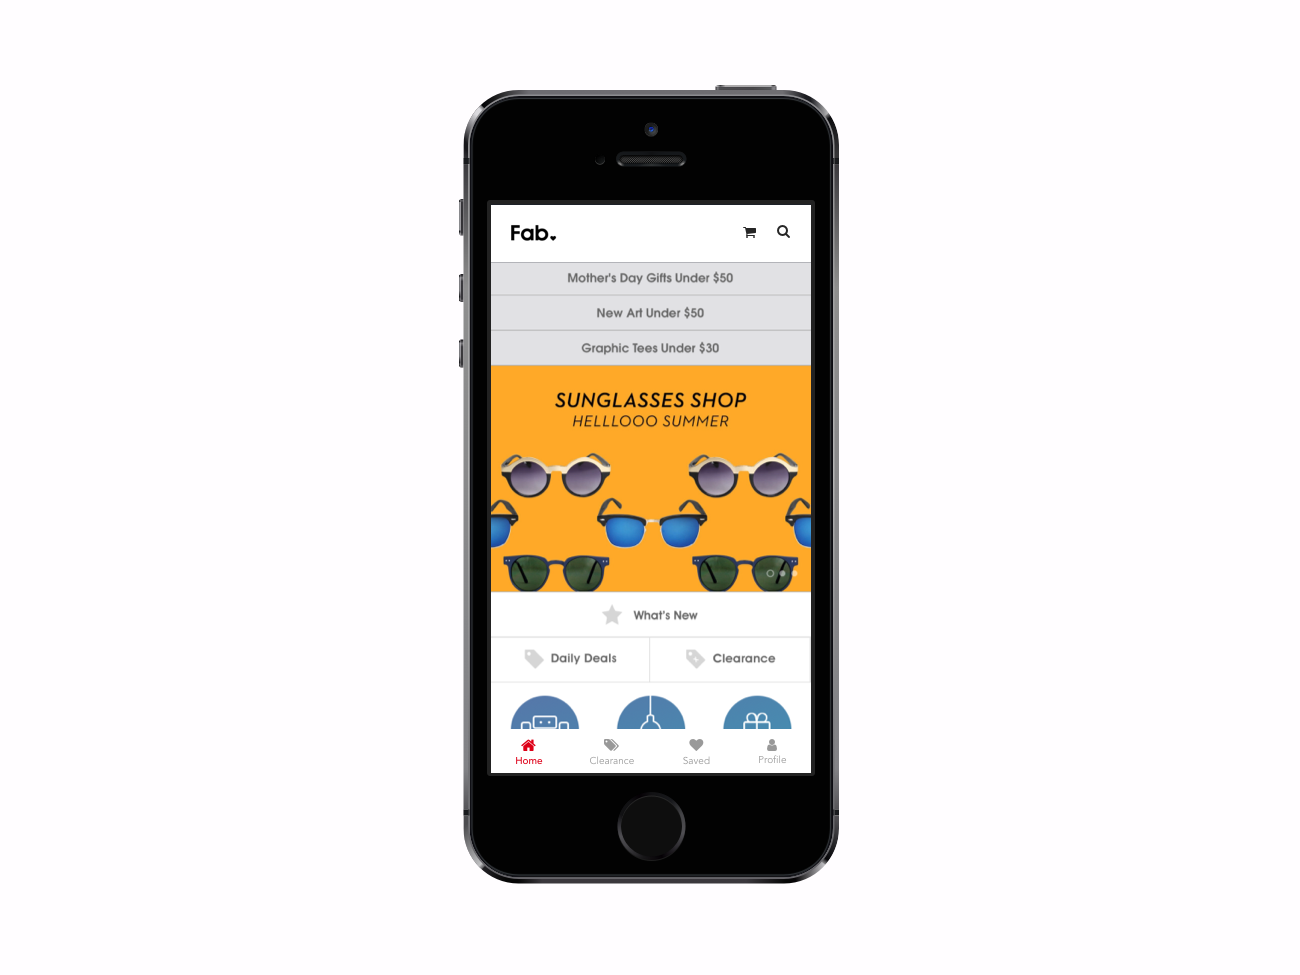 Fab.
Mother's Day Gifts Under $50
New Art Under $50
Graphic Tees Under $30
SUNGLASSES SHOP
HELLLOOO SUMMER
What's New
Daily Deals
Clearance
Home
Clearance
Saved
Profile